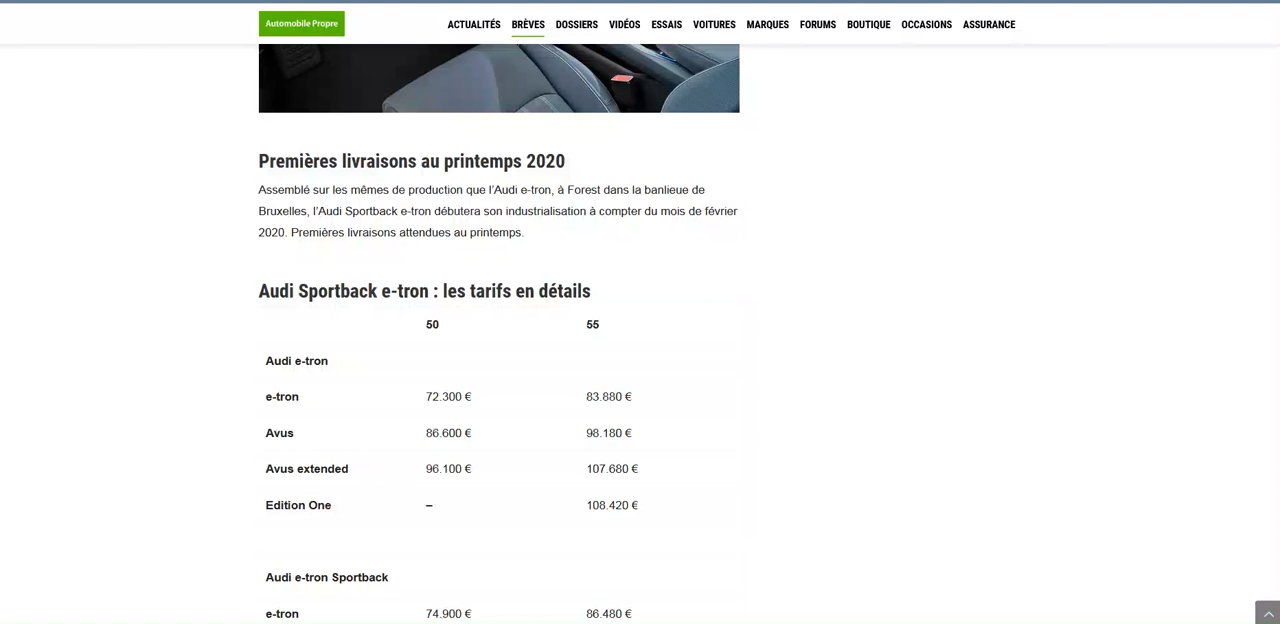 Automobile Propre
ACTUALITÉS BRÈVES DOSSIERS VIDÉOS ESSAIS VOITURES MARQUES FORUMS BOUTIQUE OCCASIONS ASSURANCE
Premières livraisons au printemps 2020
Assemblé sur les mêmes de production que l'Audi e-tron, à Forest dans la banlieue de
Bruxelles, l'Audi Sportback e-tron débutera son industrialisation à compter du mois de février
2020. Premières livraisons attendues au printemps.
Audi Sportback e-tron : les tarifs en détails
50 55
Audi e-tron
e-tron 72.300 € 83.880 €
Avus 86.600 € 98.180 €
Avus extended 96.100 € 107.680 €
Edition One – 108.420 €
Audi e-tron Sportback
e-tron 74.900 € 86.480 €